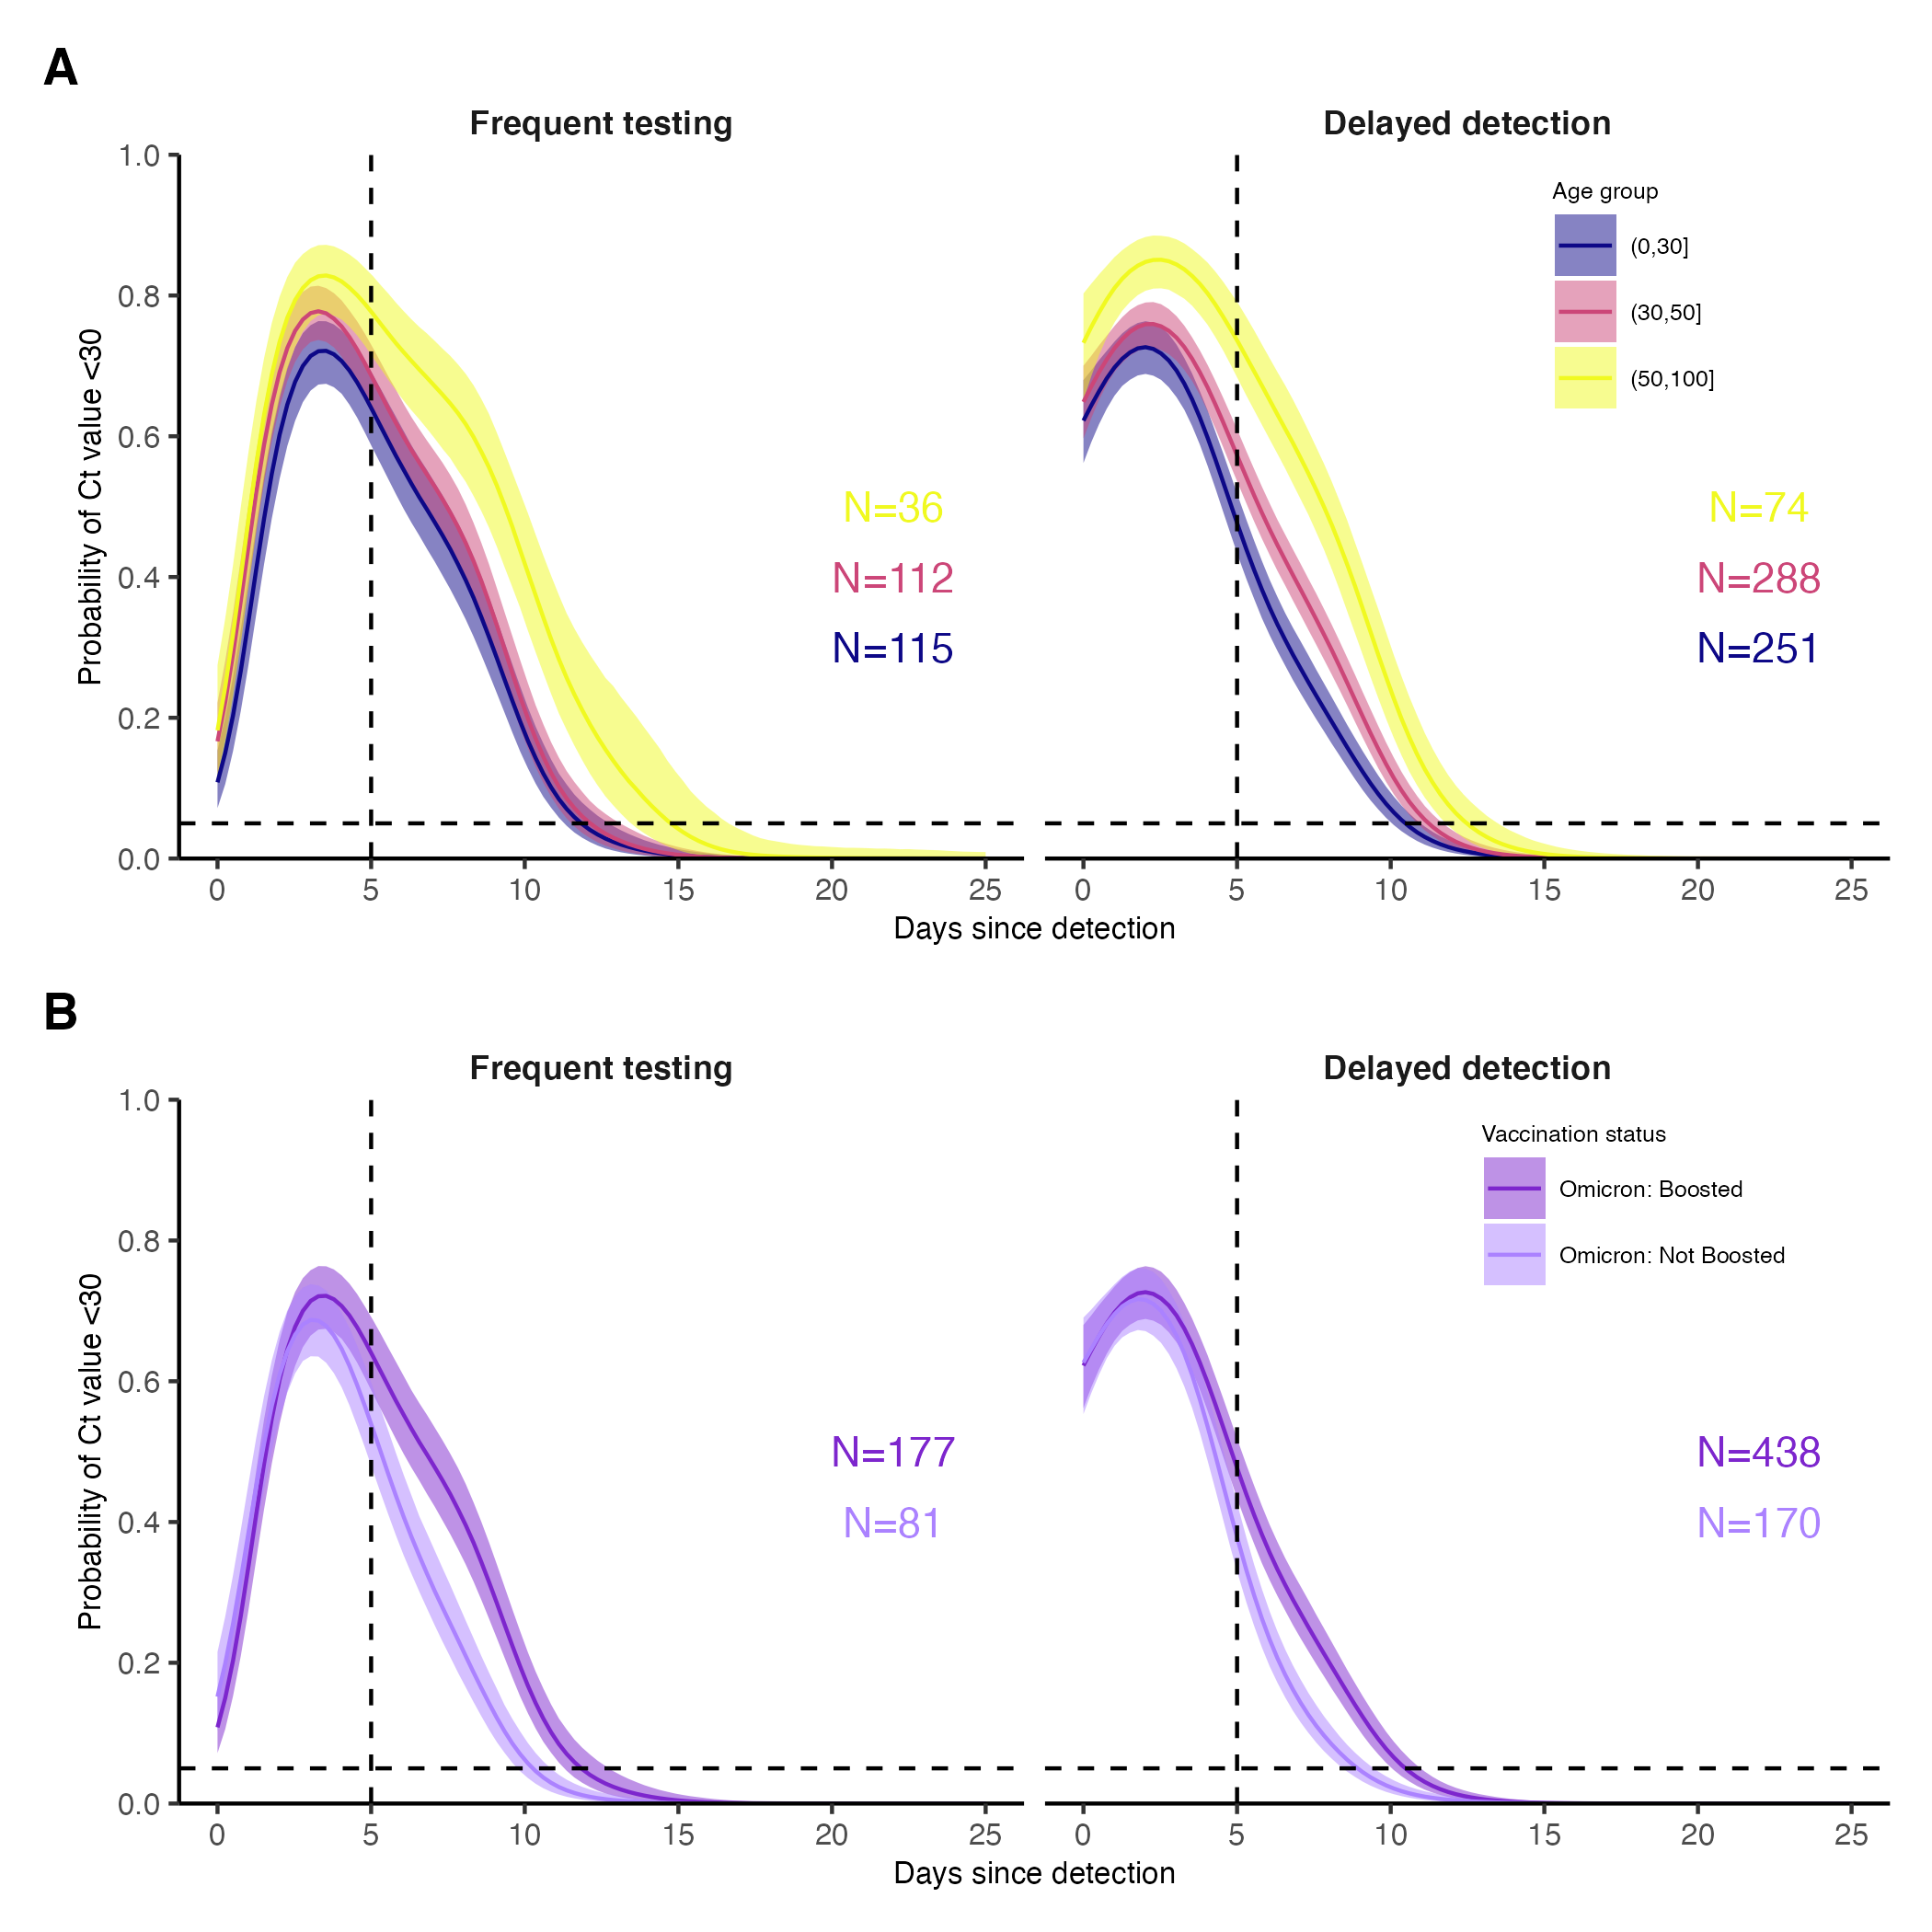 A
Frequent testing
Delayed detection
Probability of Ct value <30
1.0
0.8
0.6
0.4
0.2
0.0
Age group
(0,30]
(30,50]
(50,100]
N=36
N=112
N=115
N=74
N=288
N=251
0 5 10 15 20 25
0 5 10 15 20 25
Days since detection
B
Frequent testing
Delayed detection
Probability of Ct value <30
1.0
0.8
0.6
0.4
0.2
0.0
Vaccination status
Omicron: Boosted
Omicron: Not Boosted
N=177
N=81
N=438
N=170
0 5 10 15 20 25
0 5 10 15 20 25
Days since detection